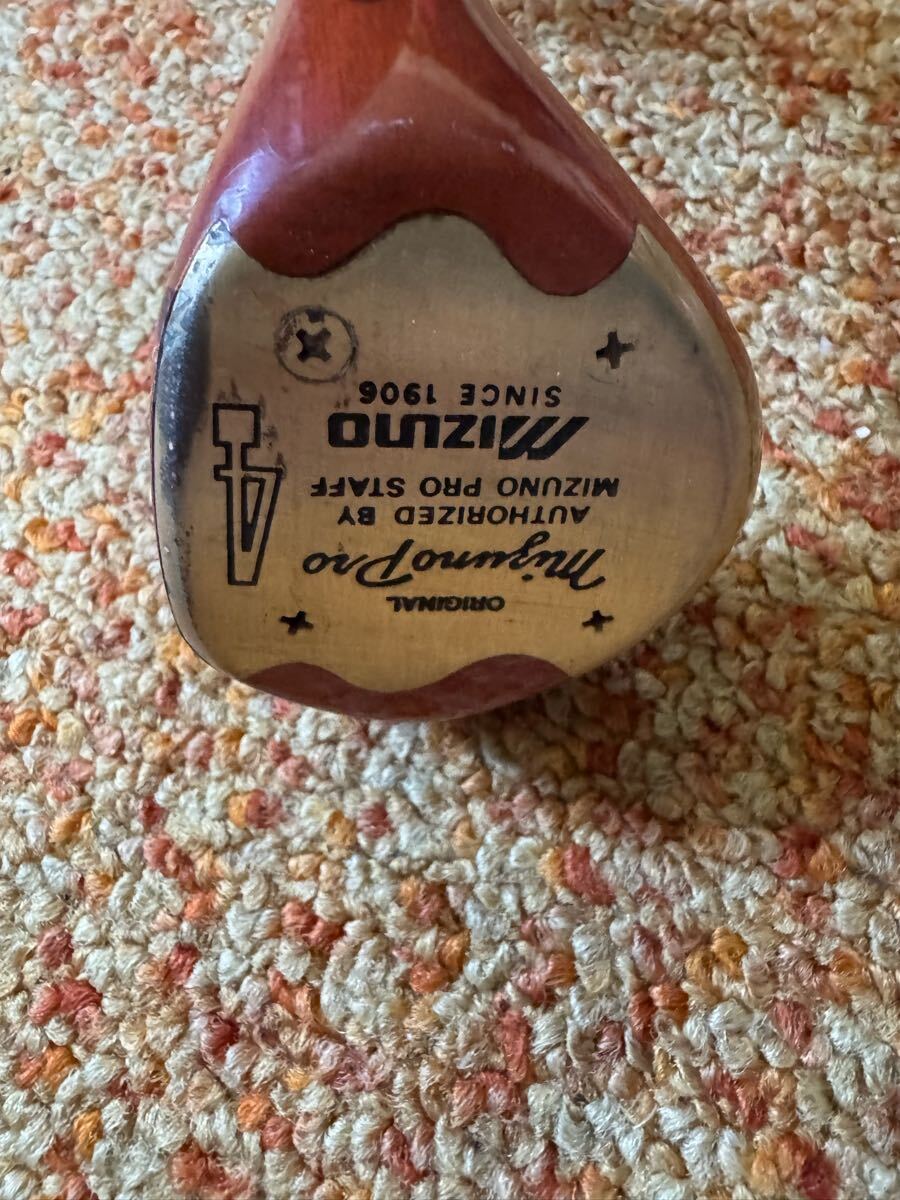 ORIGINAL
Mizuno Pro
AUTHORIZED BY
MIZUNO PRO STAFF
MIZUNO
SINCE 1906
4